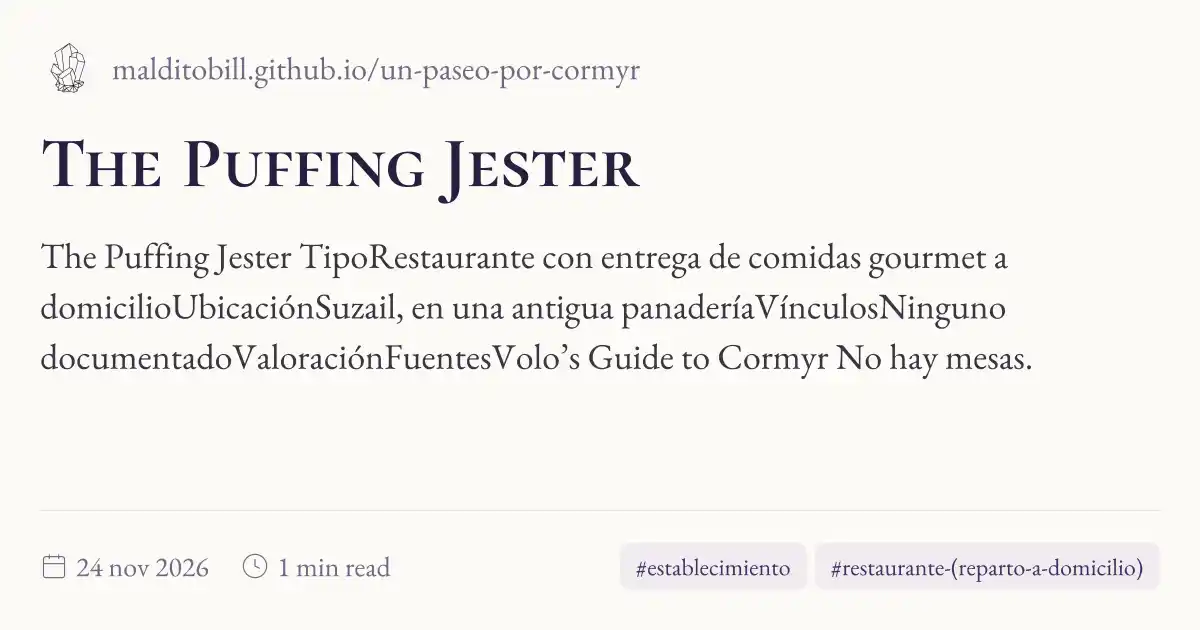 malditobill.github.io/un-paseo-por-cormyr
The Puffing Jester
The Puffing Jester TipoRestaurante con entrega de comidas gourmet a
domicilioUbicaciónSuzail, en una antigua panaderíaVínculosNinguno
documentadoValoraciónFuentesVolo’s Guide to Cormyr No hay mesas.
24 nov 2026
1 min read
#establecimiento
#restaurante-(reparto-a-domicilio)